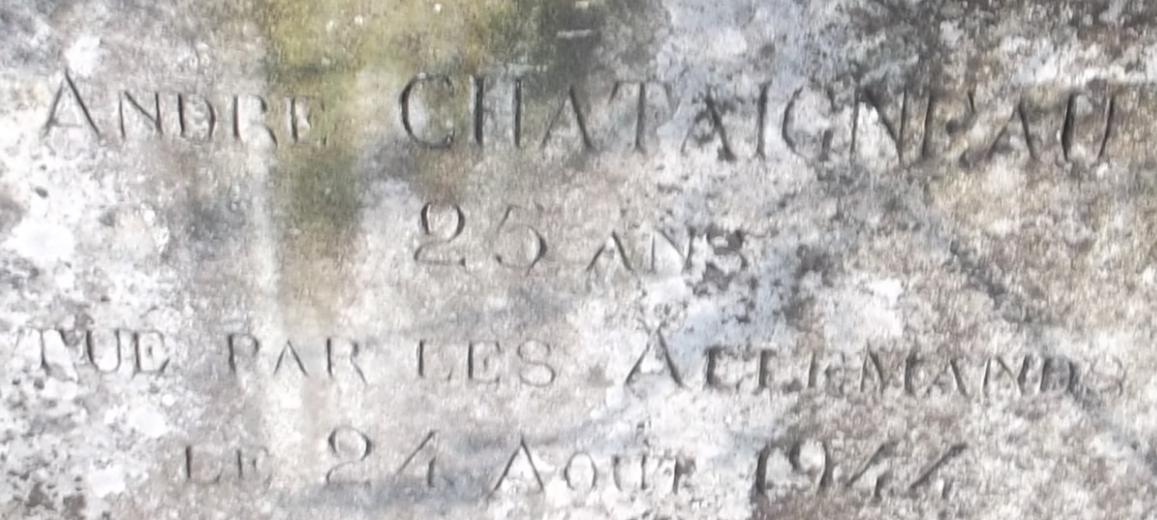 ANDRE CHATAIGNEAU
25 ANS
TUE PAR LES ALLEMANDS
LE 24 AOUT 1944